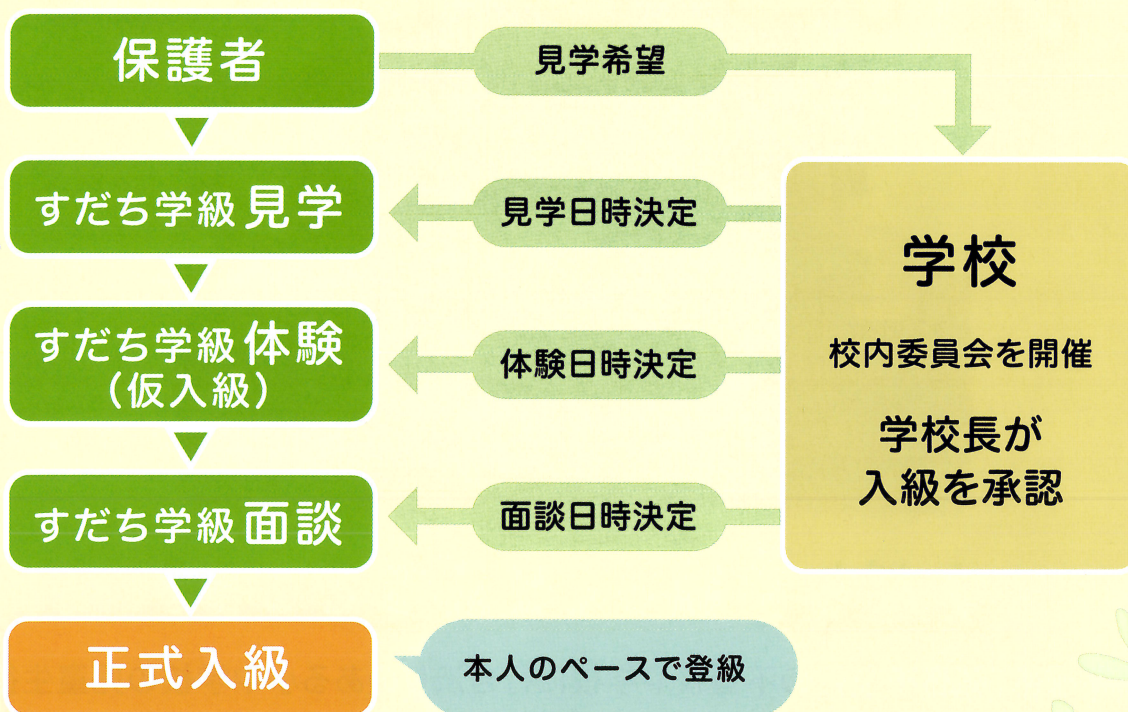 保護者
見学希望
すだち学級 見学
見学日時決定
学校
校内委員会を開催
学校長が
入級を承認
すだち学級 体験
（仮入級）
体験日時決定
すだち学級 面談
面談日時決定
正式入級
本人のペースで登級